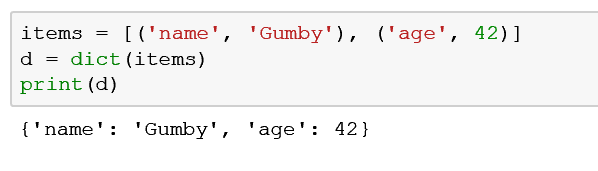 items = [('name', 'Gumby'), ('age', 42)]
d = dict(items)
print(d)
{'name': 'Gumby', 'age': 42}